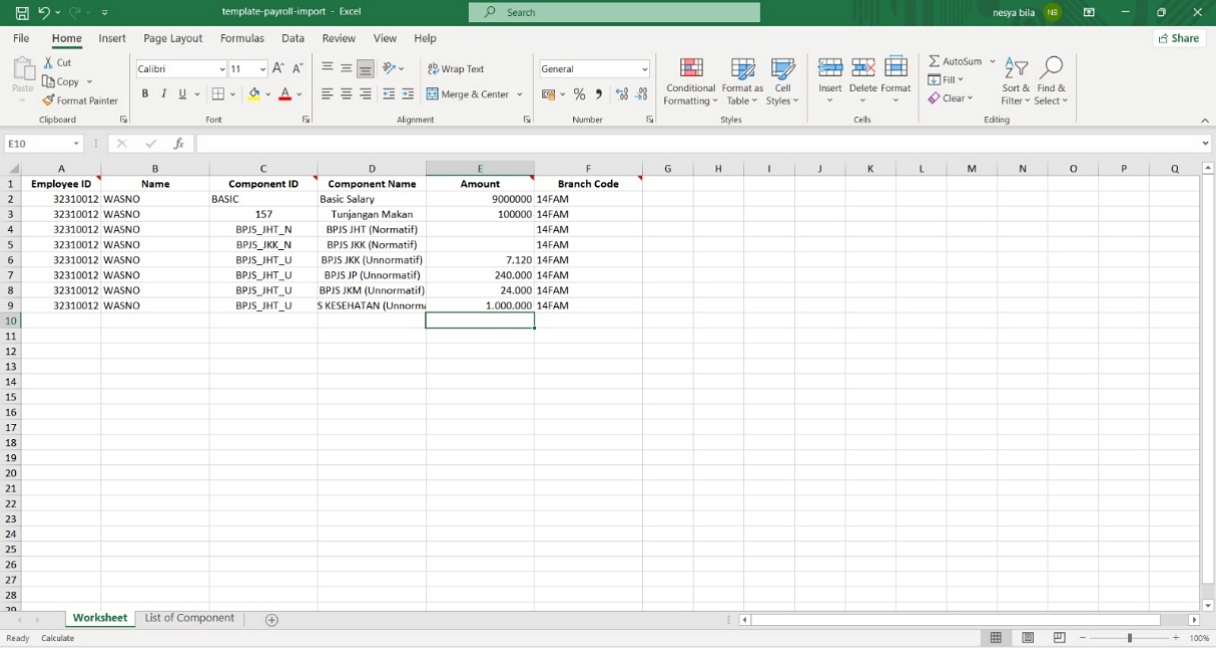 template-payroll-import - Excel
Search
nesya bila NB
File Home Insert Page Layout Formulas Data Review View Help Share
Paste Cut Copy Format Painter Clipboard
Calibri 11 B I U Font
Wrap Text Merge & Center Alignment
General % Number
Conditional Formatting Format as Table Cell Styles Styles
Insert Delete Format Cells
AutoSum Fill Clear Sort & Filter Find & Select Editing
E10 fx
A B C D E F G H I J K L M N O P Q
1 Employee ID Name Component ID Component Name Amount Branch Code
2 32310012 WASNO BASIC Basic Salary 9000000 14FAM
3 32310012 WASNO 157 Tunjangan Makan 100000 14FAM
4 32310012 WASNO BPJS_JHT_N BPJS JHT (Normatif) 14FAM
5 32310012 WASNO BPJS_JKK_N BPJS JKK (Normatif) 14FAM
6 32310012 WASNO BPJS_JHT_U BPJS JKK (Unnormatif) 7.120 14FAM
7 32310012 WASNO BPJS_JHT_U BPJS JP (Unnormatif) 240.000 14FAM
8 32310012 WASNO BPJS_JHT_U BPJS JKM (Unnormatif) 24.000 14FAM
9 32310012 WASNO BPJS_JHT_U S KESEHATAN (Unnorma 1.000.000 14FAM
10
11
12
13
14
15
16
17
18
19
20
21
22
23
24
25
26
27
28
29
Worksheet List of Component
Ready Calculate 100%